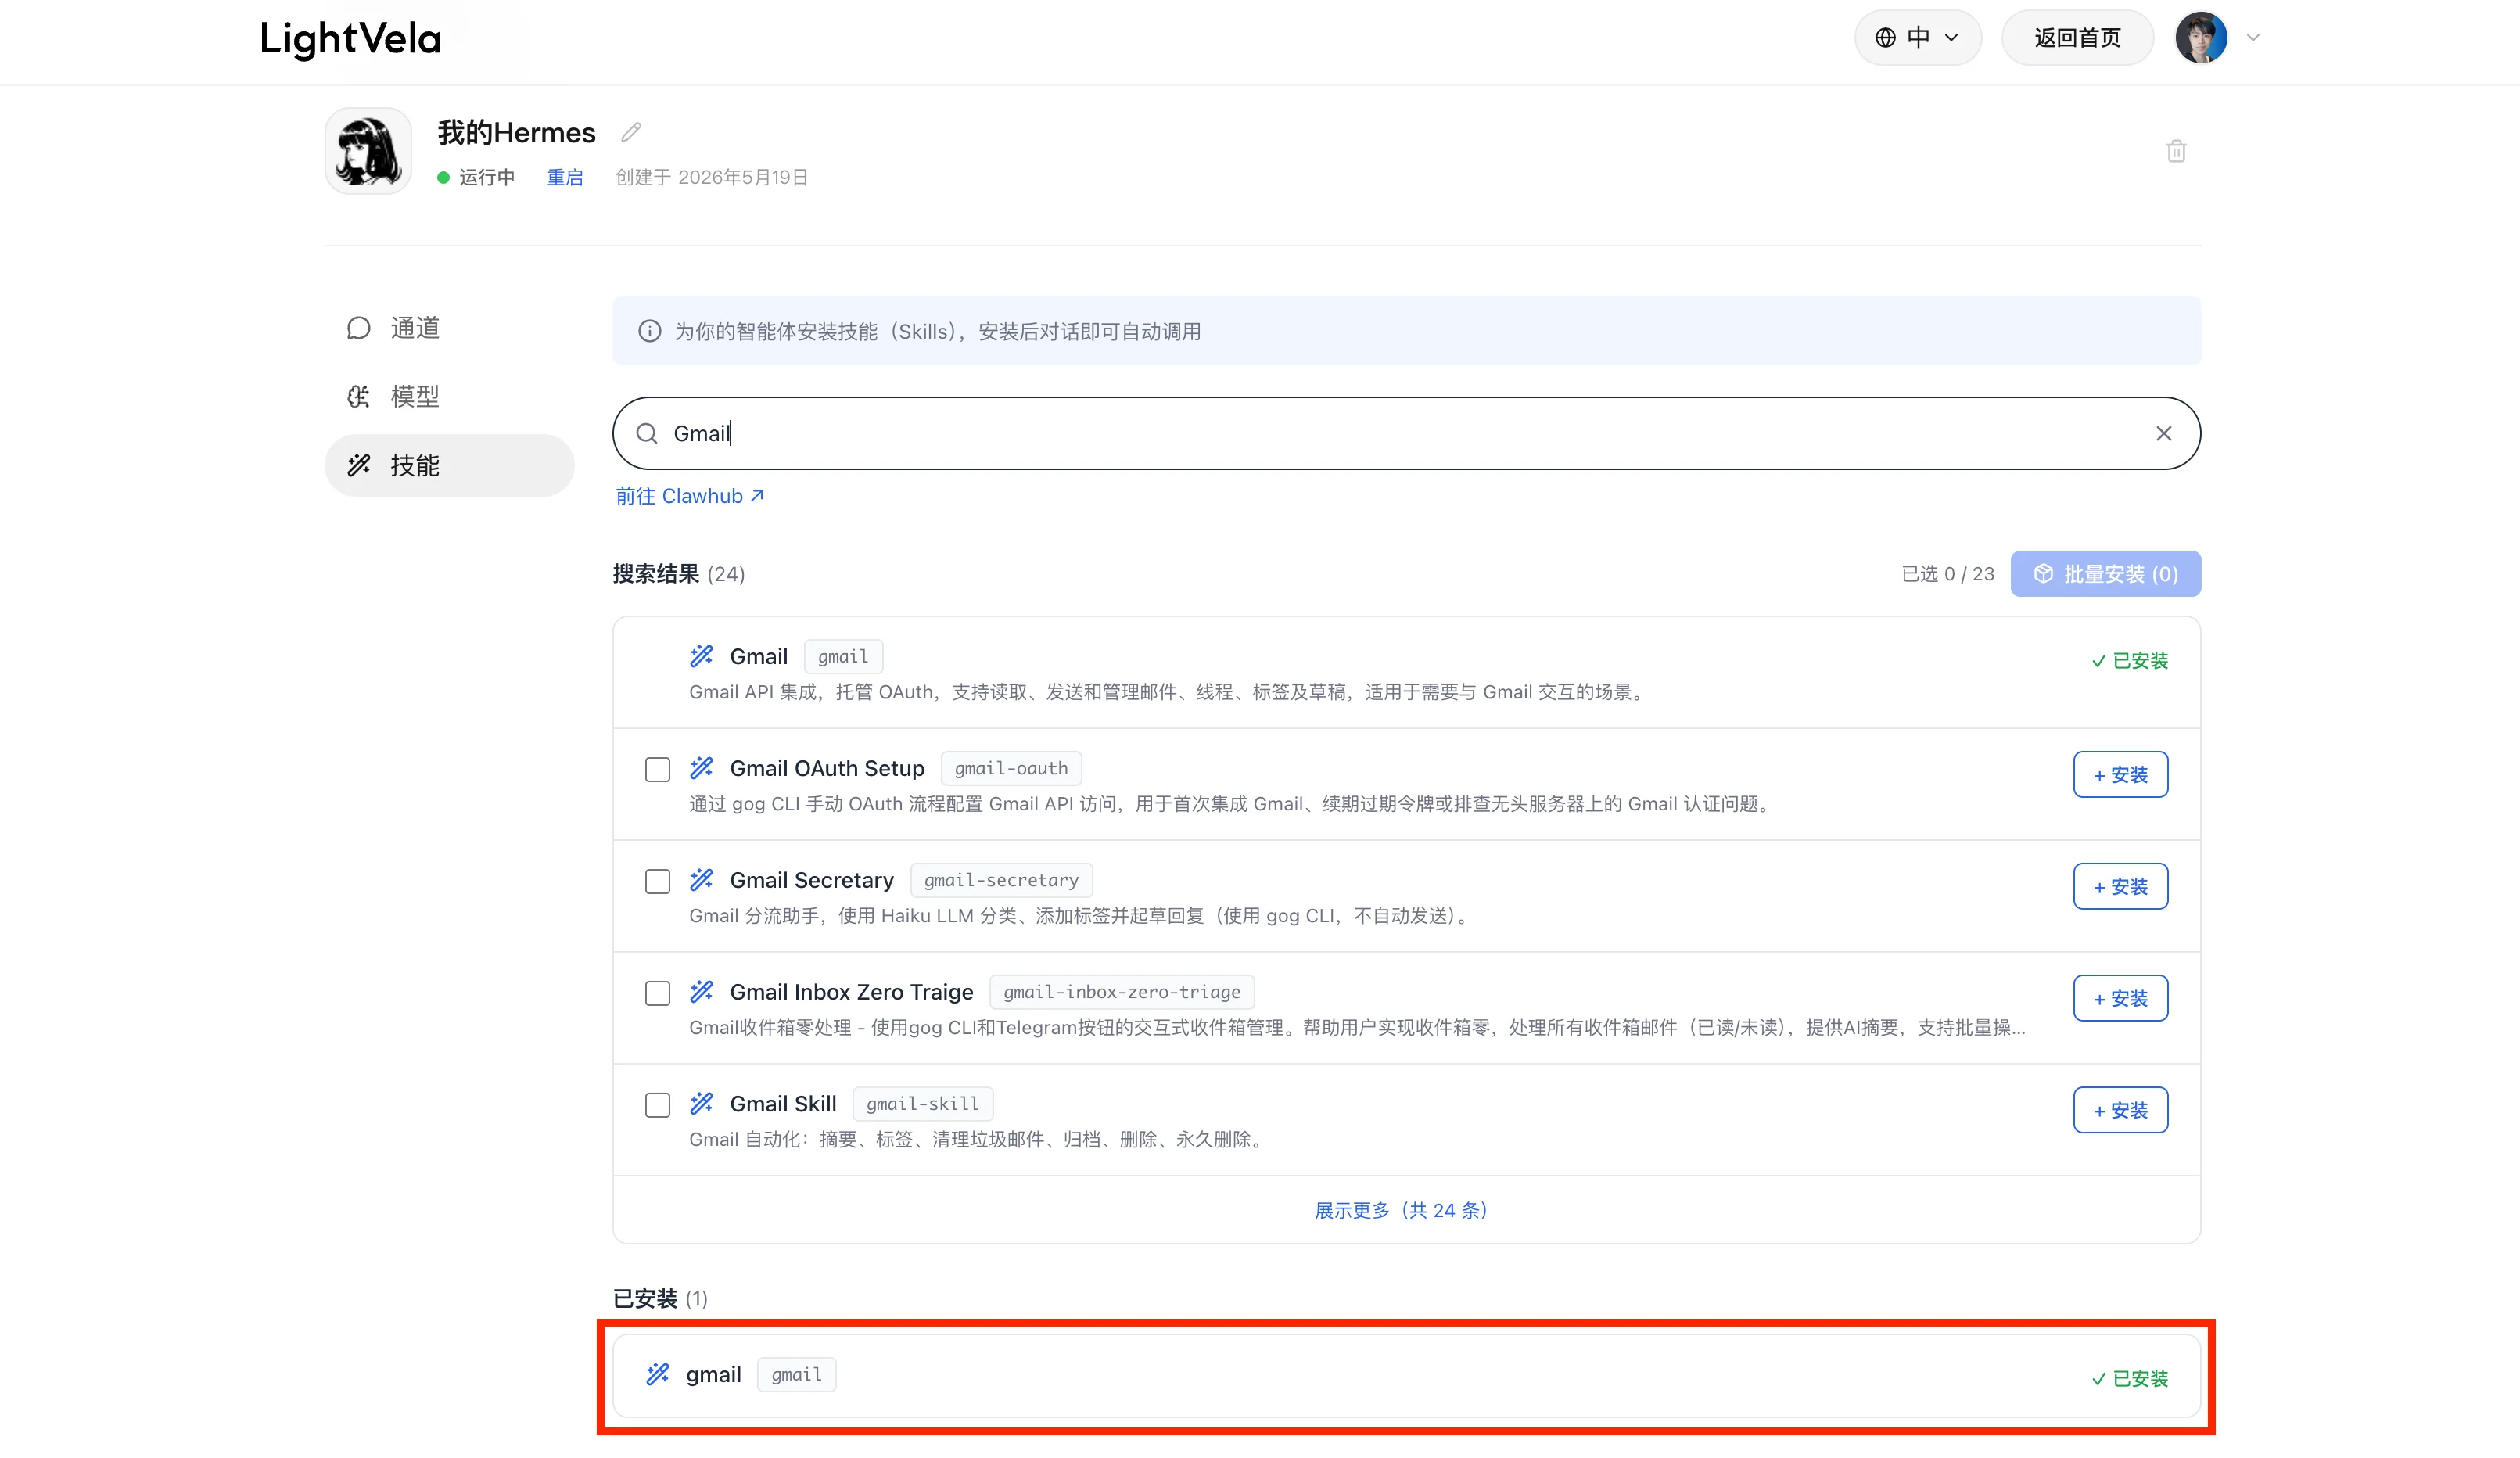 LightVela
中
返回首页
我的Hermes
运行中 重启 创建于 2026年5月19日
通道
模型
技能
为你的智能体安装技能（Skills），安装后对话即可自动调用
Gmail
前往 Clawhub ↗
搜索结果 (24)
已选 0 / 23
批量安装 (0)
Gmail gmail
✓ 已安装
Gmail API 集成，托管 OAuth，支持读取、发送和管理邮件、线程、标签及草稿，适用于需要与 Gmail 交互的场景。
Gmail OAuth Setup gmail-oauth
+ 安装
通过 gog CLI 手动 OAuth 流程配置 Gmail API 访问，用于首次集成 Gmail、续期过期令牌或排查无头服务器上的 Gmail 认证问题。
Gmail Secretary gmail-secretary
+ 安装
Gmail 分流助手，使用 Haiku LLM 分类、添加标签并起草回复（使用 gog CLI，不自动发送）。
Gmail Inbox Zero Traige gmail-inbox-zero-triage
+ 安装
Gmail收件箱零处理 - 使用gog CLI和Telegram按钮的交互式收件箱管理。帮助用户实现收件箱零，处理所有收件箱邮件（已读/未读），提供AI摘要，支持批量操...
Gmail Skill gmail-skill
+ 安装
Gmail 自动化：摘要、标签、清理垃圾邮件、归档、删除、永久删除。
展示更多（共 24 条）
已安装 (1)
gmail gmail
✓ 已安装